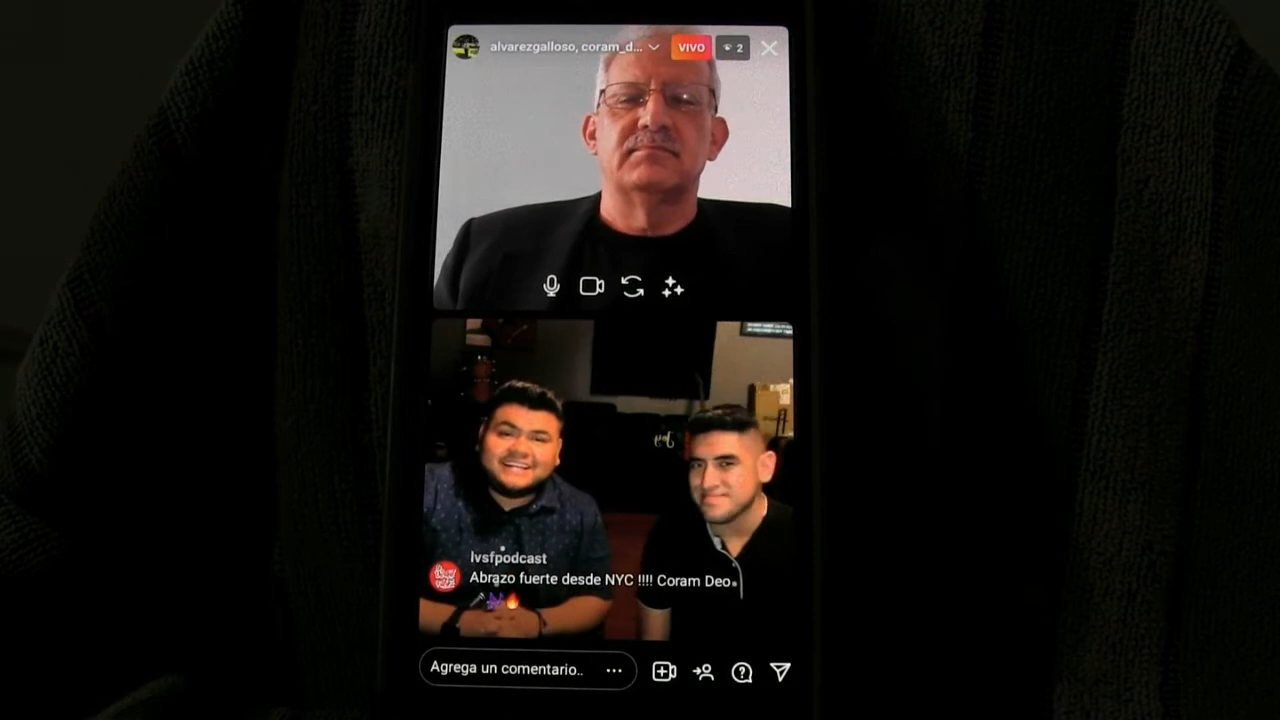 alvarezgalloso, coram_d...
VIVO
2
lvsfpodcast
Abrazo fuerte desde NYC !!!! Coram Deo
Agrega un comentario..